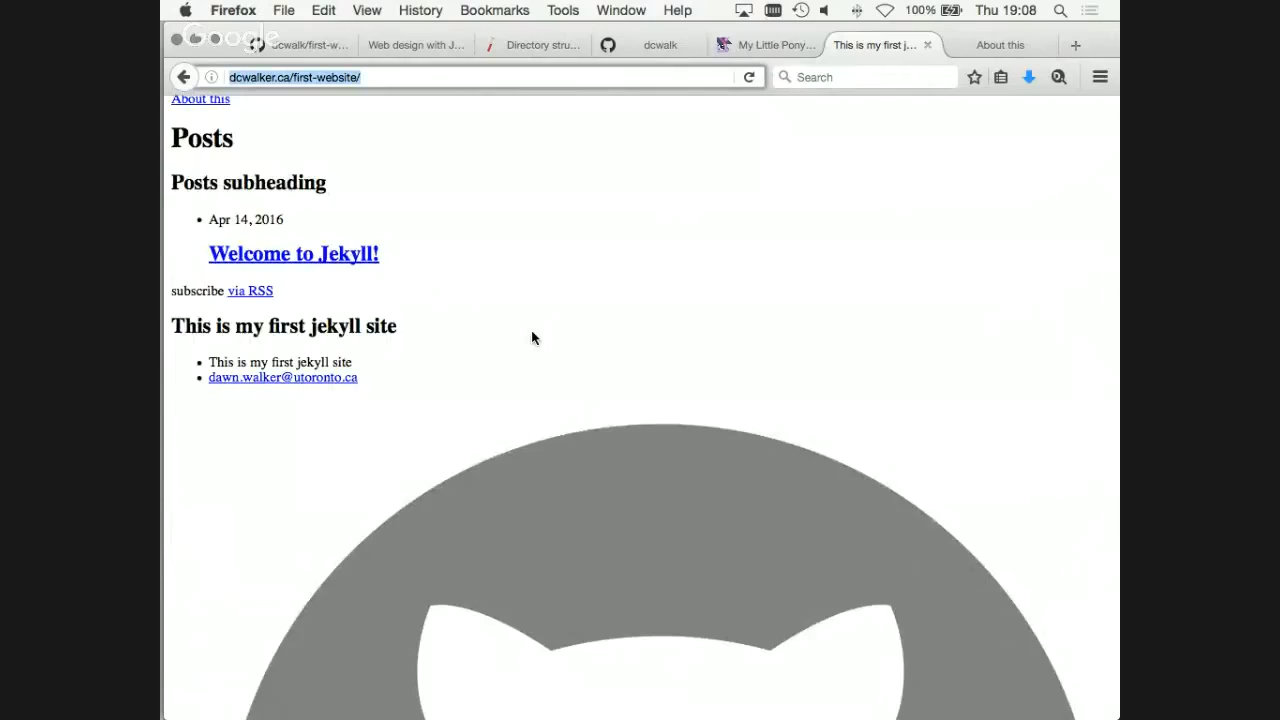 Firefox File Edit View History Bookmarks Tools Window Help 100% Thu 19:08
Google
dcwalk/first-w... Web design with J... Directory stru... dcwalk My Little Pony... This is my first j... About this
dcwalker.ca/first-website/ Search
About this
Posts
Posts subheading
Apr 14, 2016
Welcome to Jekyll!
subscribe via RSS
This is my first jekyll site
This is my first jekyll site
dawn.walker@utoronto.ca